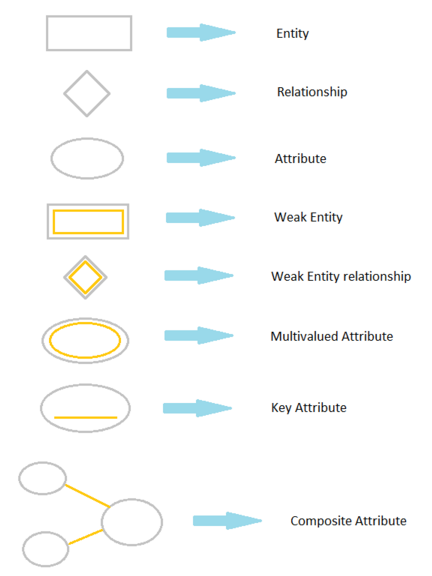 Entity
Relationship
Attribute
Weak Entity
Weak Entity relationship
Multivalued Attribute
Key Attribute
Composite Attribute